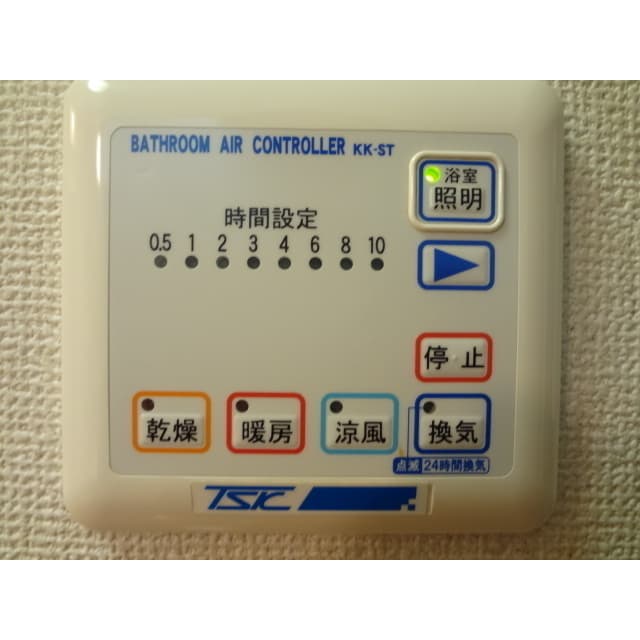 BATHROOM AIR CONTROLLER KK-ST
浴室
照明
時間設定
0.5 1 2 3 4 6 8 10
停止
乾燥 暖房 涼風 換気
点滅 24時間換気
TSK